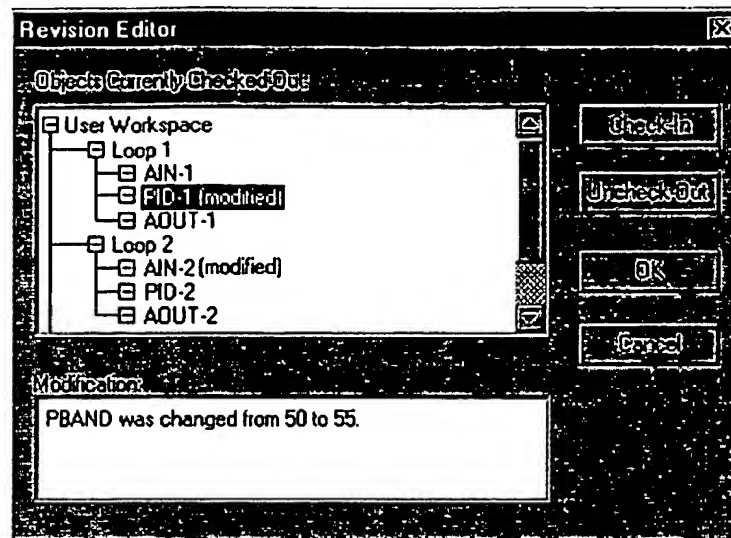 Revision Editor
Objects Currently Checked-Out:
User Workspace
Loop 1
AIN-1
PID-1 (modified)
AOUT-1
Loop 2
AIN-2 (modified)
PID-2
AOUT-2
Check-In
Uncheck-Out
OK
Cancel
Modification:
PBAND was changed from 50 to 55.